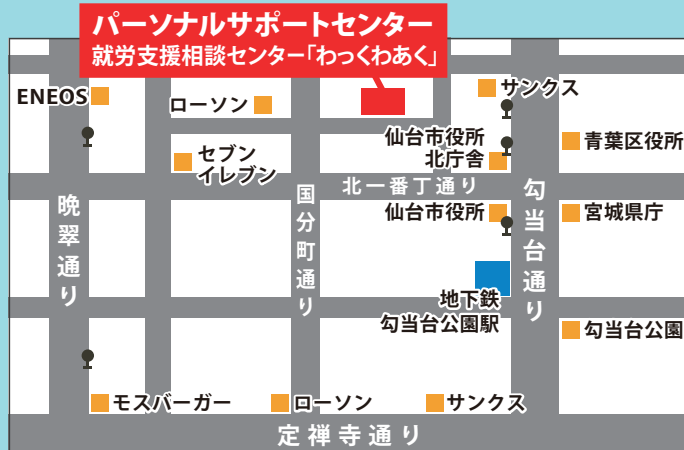 パーソナルサポートセンター
就労支援相談センター「わっくわあく」
ENEOS
ローソン
サンクス
セブン
イレブン
仙台市役所
北庁舎
青葉区役所
北一番丁通り
晩翠通り
国分町通り
勾当台通り
仙台市役所
宮城県庁
地下鉄
勾当台公園駅
勾当台公園
モスバーガー
ローソン
サンクス
定禅寺通り